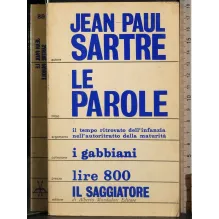 JEAN PAUL
SARTRE
LE
PAROLE
il tempo ritrovato dell'infanzia
nell'autoritratto della maturità
i gabbiani
lire 800
IL SAGGIATORE
di Alberto Mondadori Editore